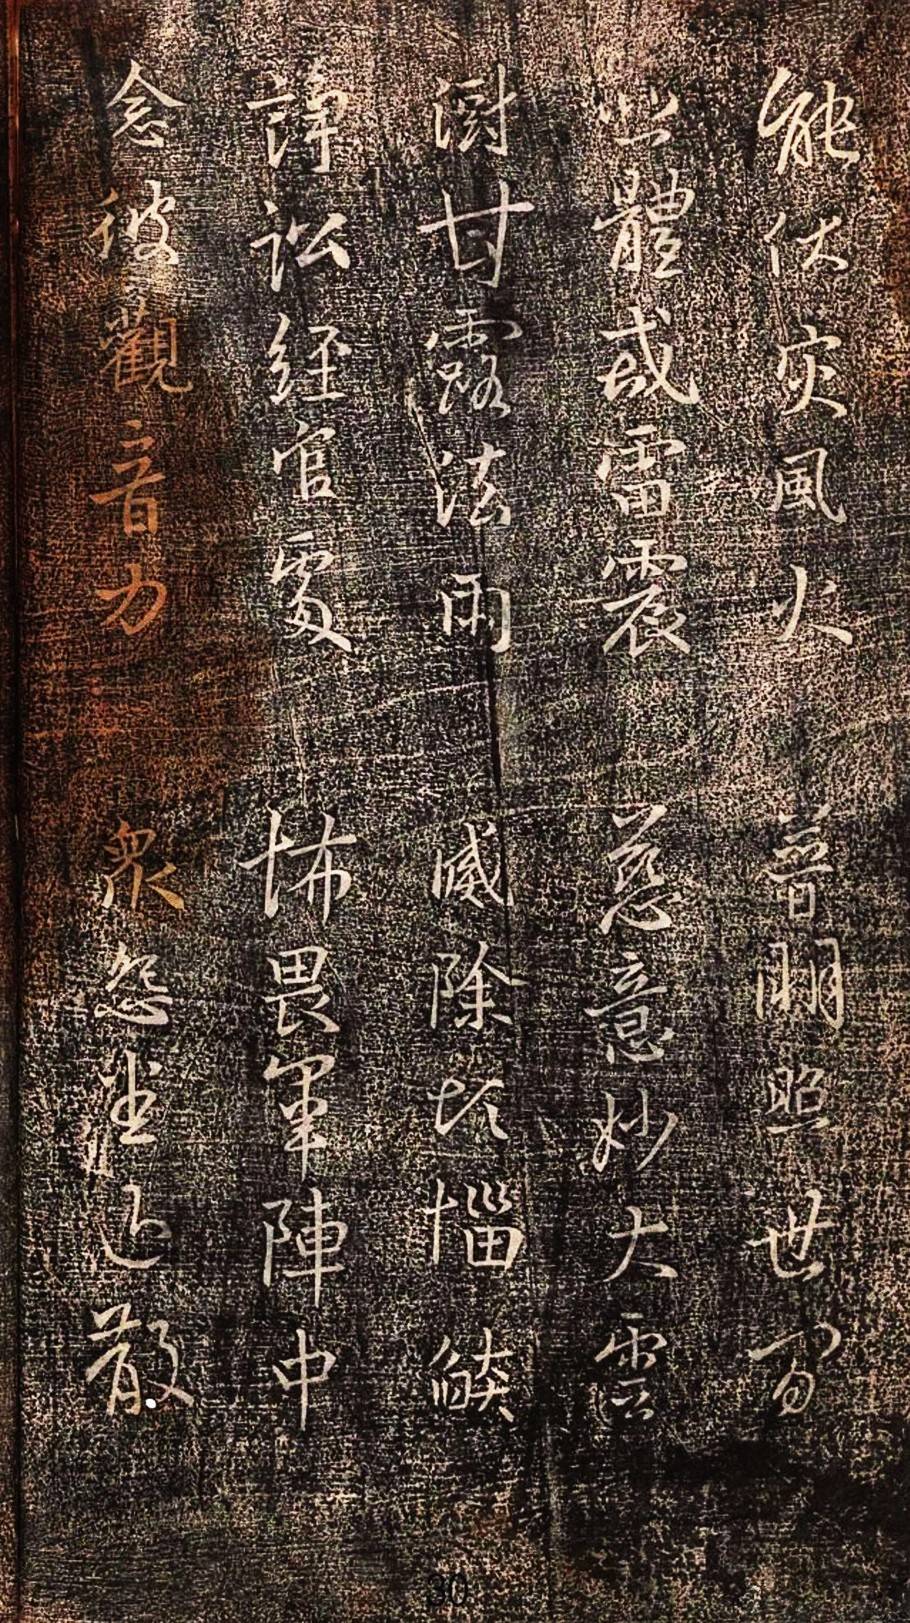 能伏灾風火 普明照世間
悲體戒雷震 慈意妙大雲
澍甘露法雨 滅除煩惱燄
諍訟經官處 怖畏軍陣中
念彼觀音力 衆怨悉退散
30